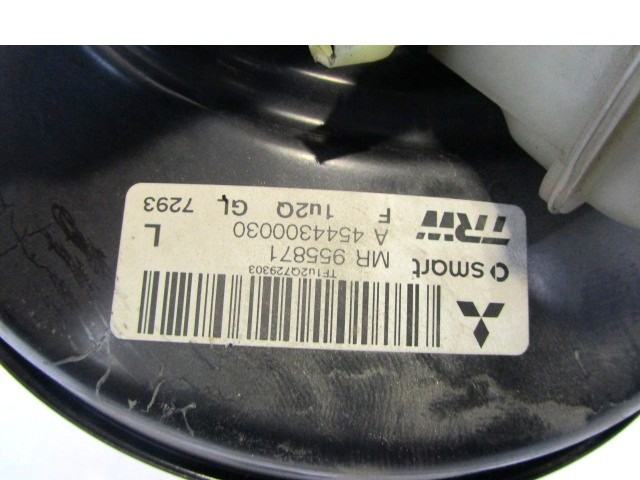 smart
MR 955871
TF1u2Q729303
TRW
A 4544300030
L
F 1u2Q GL 7293